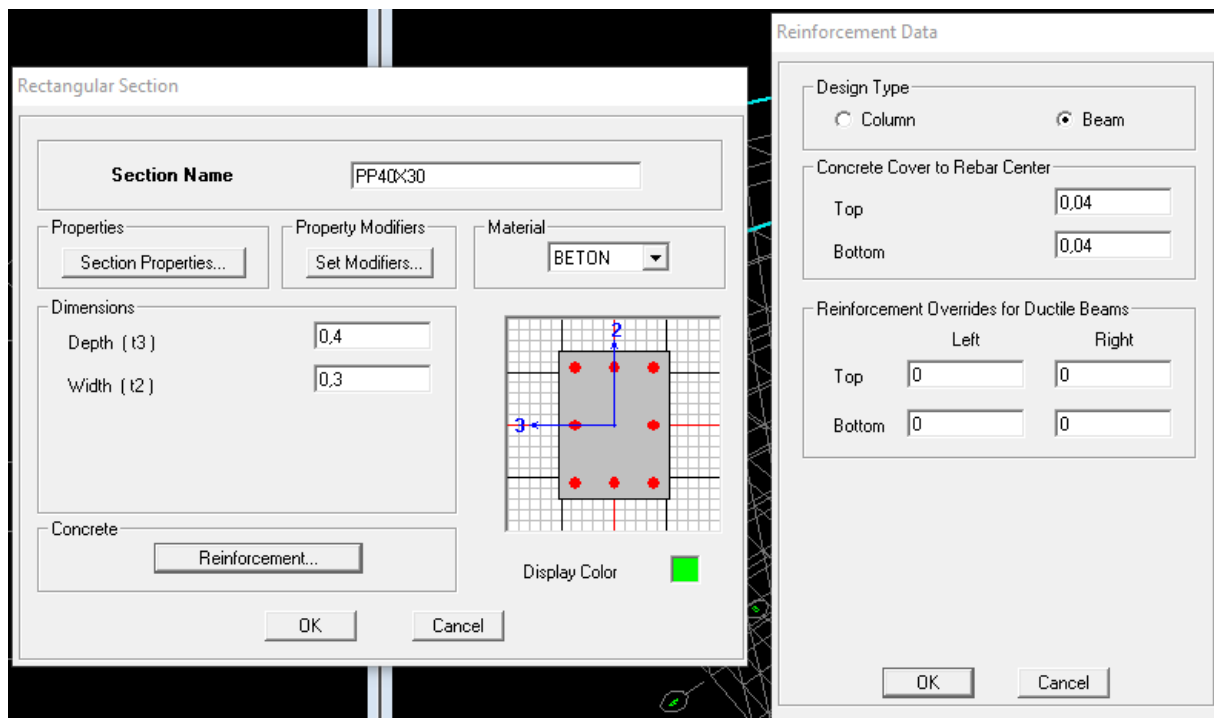 Rectangular Section
Section Name PP40X30
Properties
Section Properties...
Property Modifiers
Set Modifiers...
Material
BETON
Dimensions
Depth ( t3 ) 0,4
Width ( t2 ) 0,3
2
3
Concrete
Reinforcement...
Display Color
OK Cancel
Reinforcement Data
Design Type
Column Beam
Concrete Cover to Rebar Center
Top 0,04
Bottom 0,04
Reinforcement Overrides for Ductile Beams
Left Right
Top 0 0
Bottom 0 0
OK Cancel